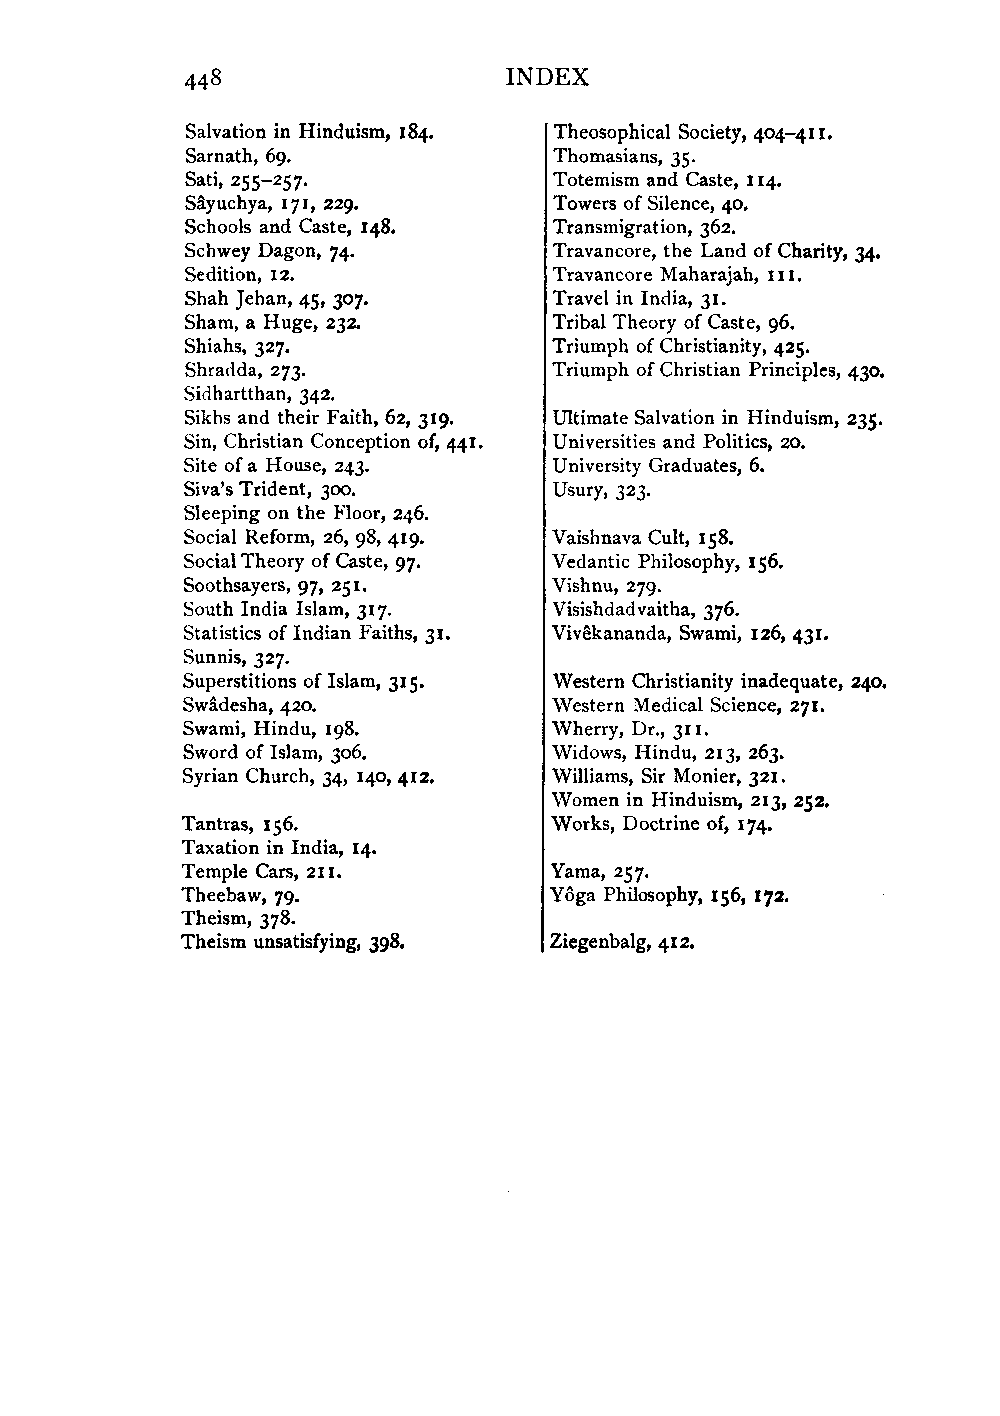 448
INDEX
Salvation in Hinduism, 184.
Sarnath, 69.
Sati, 255–257.
Sâyuchya, 171, 229.
Schools and Caste, 148.
Schwey Dagon, 74.
Sedition, 12.
Shah Jehan, 45, 307.
Sham, a Huge, 232.
Shiahs, 327.
Shradda, 273.
Sidhartthan, 342.
Sikhs and their Faith, 62, 319.
Sin, Christian Conception of, 441.
Site of a House, 243.
Siva's Trident, 300.
Sleeping on the Floor, 246.
Social Reform, 26, 98, 419.
Social Theory of Caste, 97.
Soothsayers, 97, 251.
South India Islam, 317.
Statistics of Indian Faiths, 31.
Sunnis, 327.
Superstitions of Islam, 315.
Swâdesha, 420.
Swami, Hindu, 198.
Sword of Islam, 306.
Syrian Church, 34, 140, 412.
Tantras, 156.
Taxation in India, 14.
Temple Cars, 211.
Theebaw, 79.
Theism, 378.
Theism unsatisfying, 398.
Theosophical Society, 404–411.
Thomasians, 35.
Totemism and Caste, 114.
Towers of Silence, 40.
Transmigration, 362.
Travancore, the Land of Charity, 34.
Travancore Maharajah, 111.
Travel in India, 31.
Tribal Theory of Caste, 96.
Triumph of Christianity, 425.
Triumph of Christian Principles, 430.
Ultimate Salvation in Hinduism, 235.
Universities and Politics, 20.
University Graduates, 6.
Usury, 323.
Vaishnava Cult, 158.
Vedantic Philosophy, 156.
Vishnu, 279.
Visishdadvaitha, 376.
Vivêkananda, Swami, 126, 431.
Western Christianity inadequate, 240.
Western Medical Science, 271.
Wherry, Dr., 311.
Widows, Hindu, 213, 263.
Williams, Sir Monier, 321.
Women in Hinduism, 213, 252.
Works, Doctrine of, 174.
Yama, 257.
Yôga Philosophy, 156, 172.
Ziegenbalg, 412.